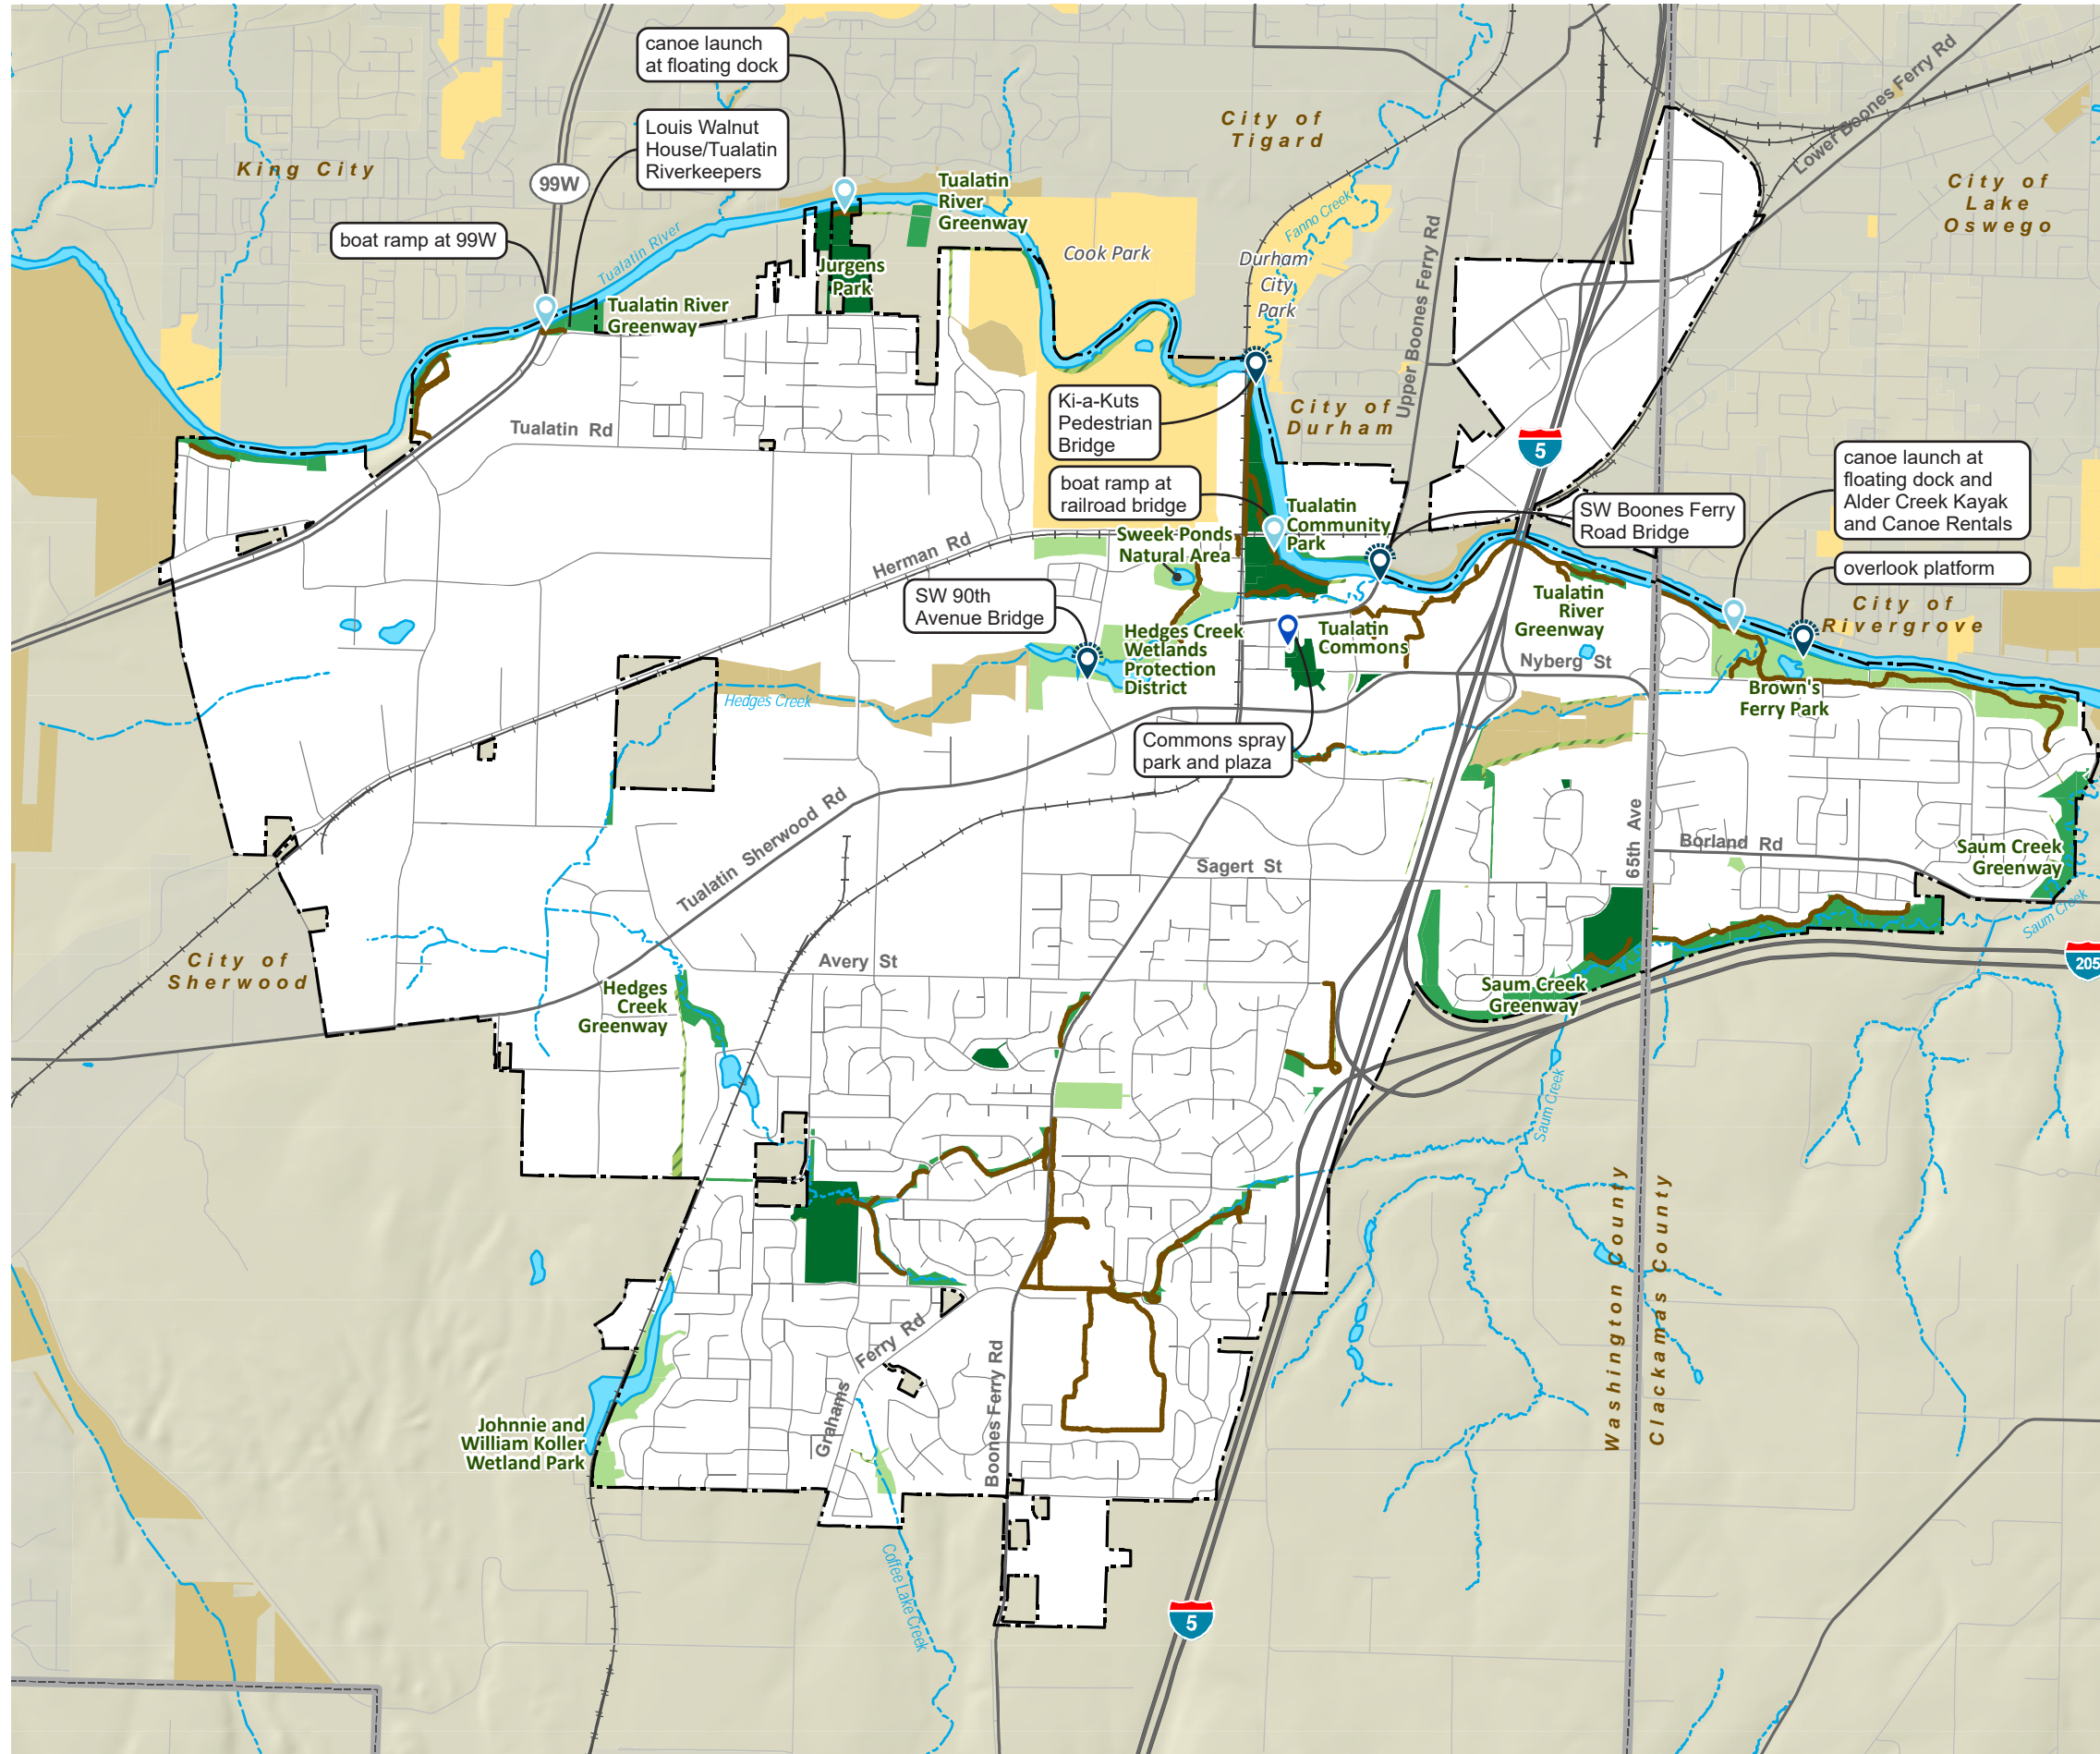 canoe launch
at floating dock
Louis Walnut
House/Tualatin
Riverkeepers
boat ramp at 99W
King City
99W
Tualatin River
Tualatin
River
Greenway
Jurgens
Park
Tualatin River
Greenway
Cook Park
City of
Tigard
Fanno Creek
Durham
City
Park
Upper Boones Ferry Rd
Lower Boones Ferry Rd
City of
Lake
Oswego
Ki-a-Kuts
Pedestrian
Bridge
City of
Durham
5
Tualatin Rd
boat ramp at
railroad bridge
Tualatin
Community
Park
SW Boones Ferry
Road Bridge
canoe launch at
floating dock and
Alder Creek Kayak
and Canoe Rentals
overlook platform
City of
Rivergrove
Herman Rd
Sweek Ponds
Natural Area
SW 90th
Avenue Bridge
Hedges Creek
Wetlands
Protection
District
Tualatin
Commons
Tualatin
River
Greenway
Nyberg St
Brown's
Ferry Park
Hedges Creek
Commons spray
park and plaza
Tualatin Sherwood Rd
Sagert St
65th Ave
Borland Rd
Saum Creek
Greenway
Saum Creek
205
City of
Sherwood
Avery St
Hedges
Creek
Greenway
Saum Creek
Greenway
Saum Creek
Washington County
Clackamas County
Grahams
Ferry Rd
Boones Ferry Rd
Johnnie and
William Koller
Wetland Park
Coffee Lake Creek
5